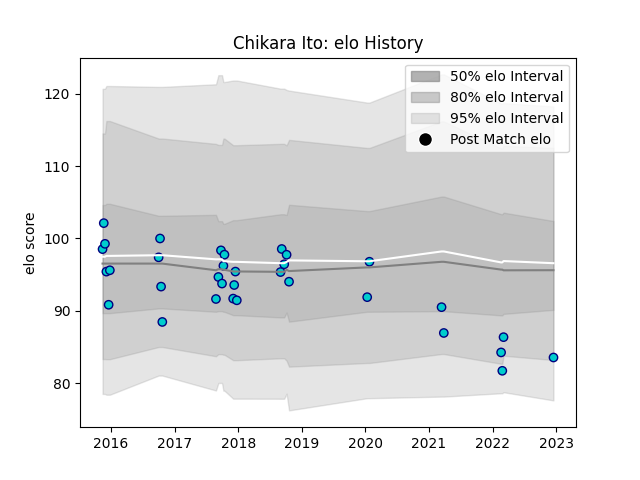 Chikara Ito: elo History
50% elo Interval
80% elo Interval
95% elo Interval
Post Match elo
elo score
120
110
100
90
80
2016 2017 2018 2019 2020 2021 2022 2023